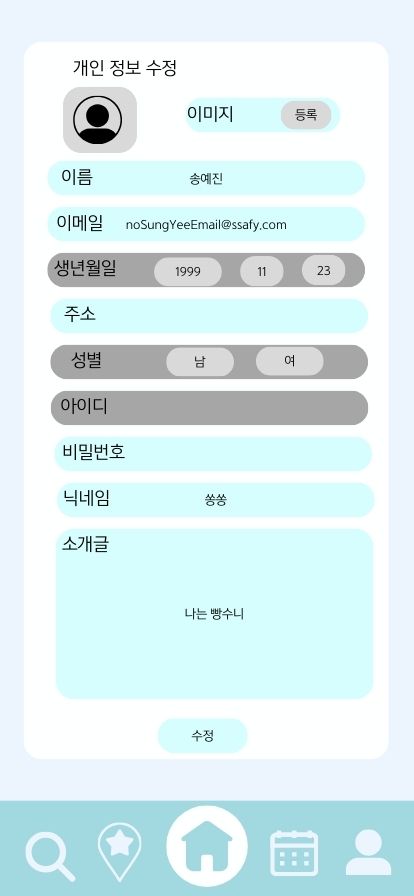 개인 정보 수정
이미지 등록
이름 송예진
이메일 noSungYeeEmail@ssafy.com
생년월일 1999 11 23
주소
성별 남 여
아이디
비밀번호
닉네임 쏭쏭
소개글
나는 빵수니
수정